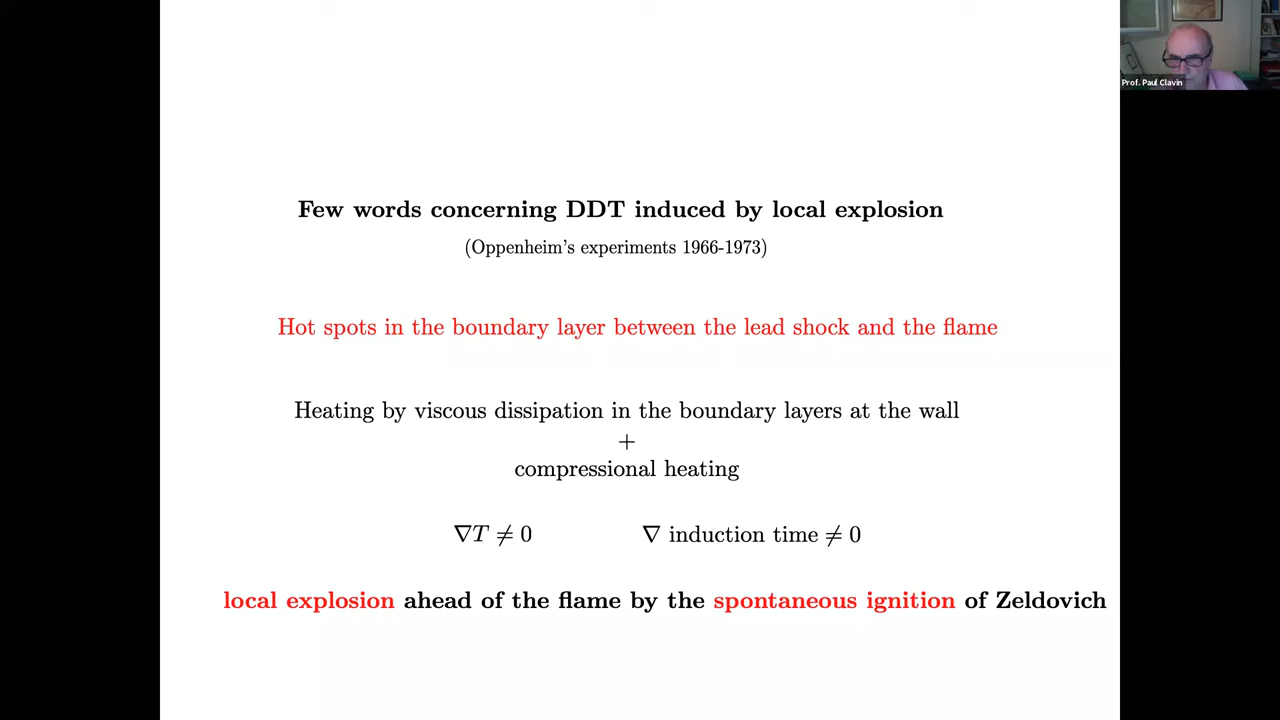 Prof. Paul Clavin
Few words concerning DDT induced by local explosion
(Oppenheim's experiments 1966-1973)
Hot spots in the boundary layer between the lead shock and the flame
Heating by viscous dissipation in the boundary layers at the wall
+
compressional heating
∇T ≠ 0 ∇ induction time ≠ 0
local explosion ahead of the flame by the spontaneous ignition of Zeldovich